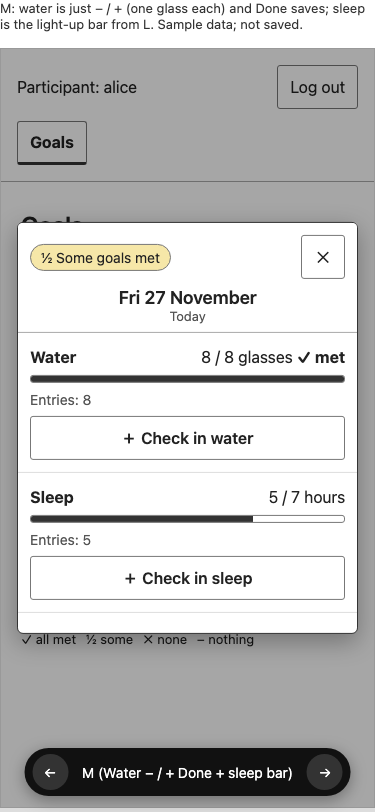 M: water is just – / + (one glass each) and Done saves; sleep
is the light-up bar from L. Sample data; not saved.
Participant: alice
Log out
Goals
½ Some goals met
×
Fri 27 November
Today
Water
8 / 8 glasses ✓ met
Entries: 8
+ Check in water
Sleep
5 / 7 hours
Entries: 5
+ Check in sleep
✓ all met ½ some × none – nothing
← M (Water – / + Done + sleep bar) →